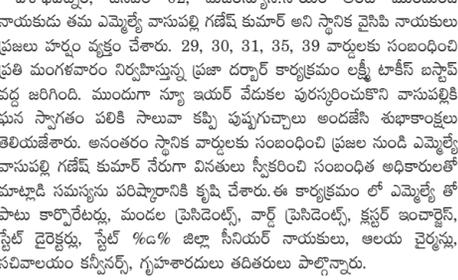 నాయకుడు తమ ఎమ్మెల్యే వాసుపల్లి గణేష్ కుమార్ అని స్థానిక వైసిపి నాయకులు
ప్రజలు హర్షం వ్యక్తం చేశారు. 29, 30, 31, 35, 39 వార్డులకు సంబంధించి
ప్రతి మంగళవారం నిర్వహిస్తున్న ప్రజా దర్బార్ కార్యక్రమం లక్ష్మీ టాకీస్ బస్టాప్
వద్ద జరిగింది. ముందుగా న్యూ ఇయర్ వేడుకల పురస్కరించుకొని వాసుపల్లికి
ఘన స్వాగతం పలికి సాలువా కప్పి పుష్పగుచ్చాలు అందజేసి శుభాకాంక్షలు
తెలియజేశారు. అనంతరం స్థానిక వార్డులకు సంబంధించి ప్రజల నుండి ఎమ్మెల్యే
వాసుపల్లి గణేష్ కుమార్ నేరుగా వినతులు స్వీకరించి సంబంధిత అధికారులతో
మాట్లాడి సమస్యను పరిష్కారానికి కృషి చేశారు.ఈ కార్యక్రమం లో ఎమ్మెల్యే తో
పాటు కార్పొరేటర్లు, మండల ప్రెసిడెంట్స్, వార్డ్ ప్రెసిడెంట్స్, క్లస్టర్ ఇంచార్జెస్,
స్టేట్ డైరెక్టర్లు, స్టేట్ %డ% జిల్లా సీనియర్ నాయకులు, ఆలయ చైర్మన్లు,
సచివాలయం కన్వీనర్స్, గృహశారదులు తదితరులు పాల్గొన్నారు.